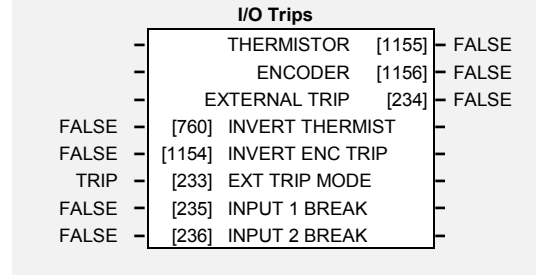 I/O Trips
THERMISTOR [1155] FALSE
ENCODER [1156] FALSE
EXTERNAL TRIP [234] FALSE
FALSE [760] INVERT THERMIST
FALSE [1154] INVERT ENC TRIP
TRIP [233] EXT TRIP MODE
FALSE [235] INPUT 1 BREAK
FALSE [236] INPUT 2 BREAK